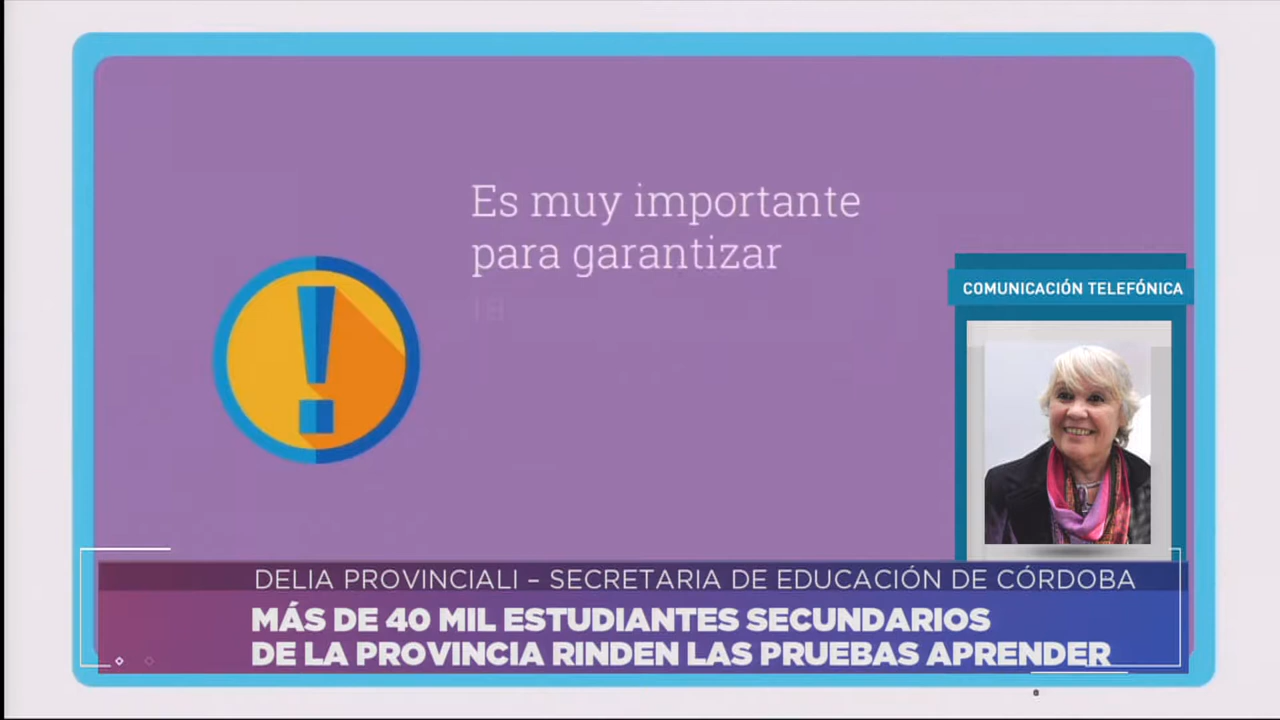 Es muy importante
para garantizar
COMUNICACIÓN TELEFÓNICA
DELIA PROVINCIALI – SECRETARIA DE EDUCACIÓN DE CÓRDOBA
MÁS DE 40 MIL ESTUDIANTES SECUNDARIOS
DE LA PROVINCIA RINDEN LAS PRUEBAS APRENDER